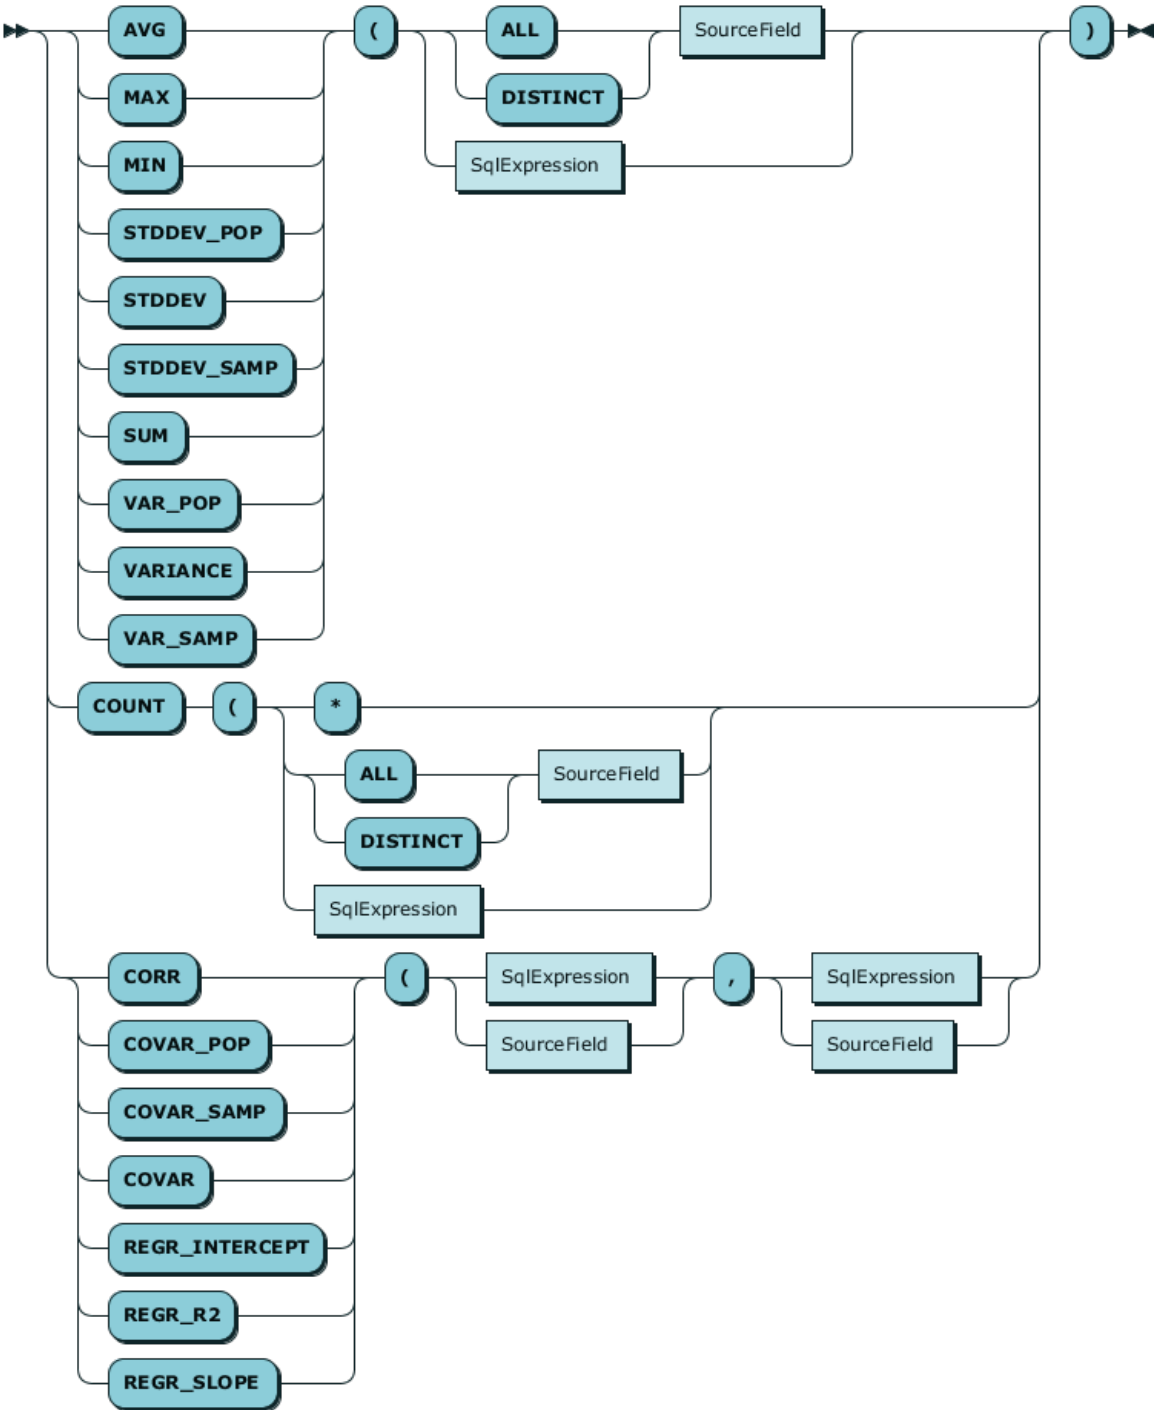 AVG ( ALL SourceField )
MAX DISTINCT
MIN SqlExpression
STDDEV_POP
STDDEV
STDDEV_SAMP
SUM
VAR_POP
VARIANCE
VAR_SAMP
COUNT ( *
ALL SourceField
DISTINCT
SqlExpression
CORR ( SqlExpression , SqlExpression
COVAR_POP SourceField SourceField
COVAR_SAMP
COVAR
REGR_INTERCEPT
REGR_R2
REGR_SLOPE